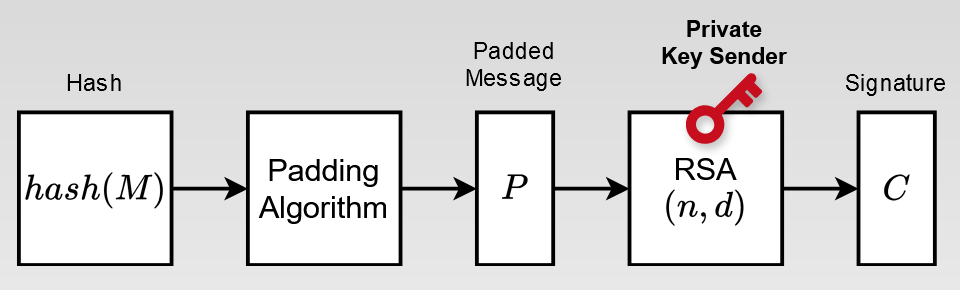 Hash
hash(M)
Padding
Algorithm
Padded
Message
P
Private
Key Sender
RSA
(n, d)
Signature
C